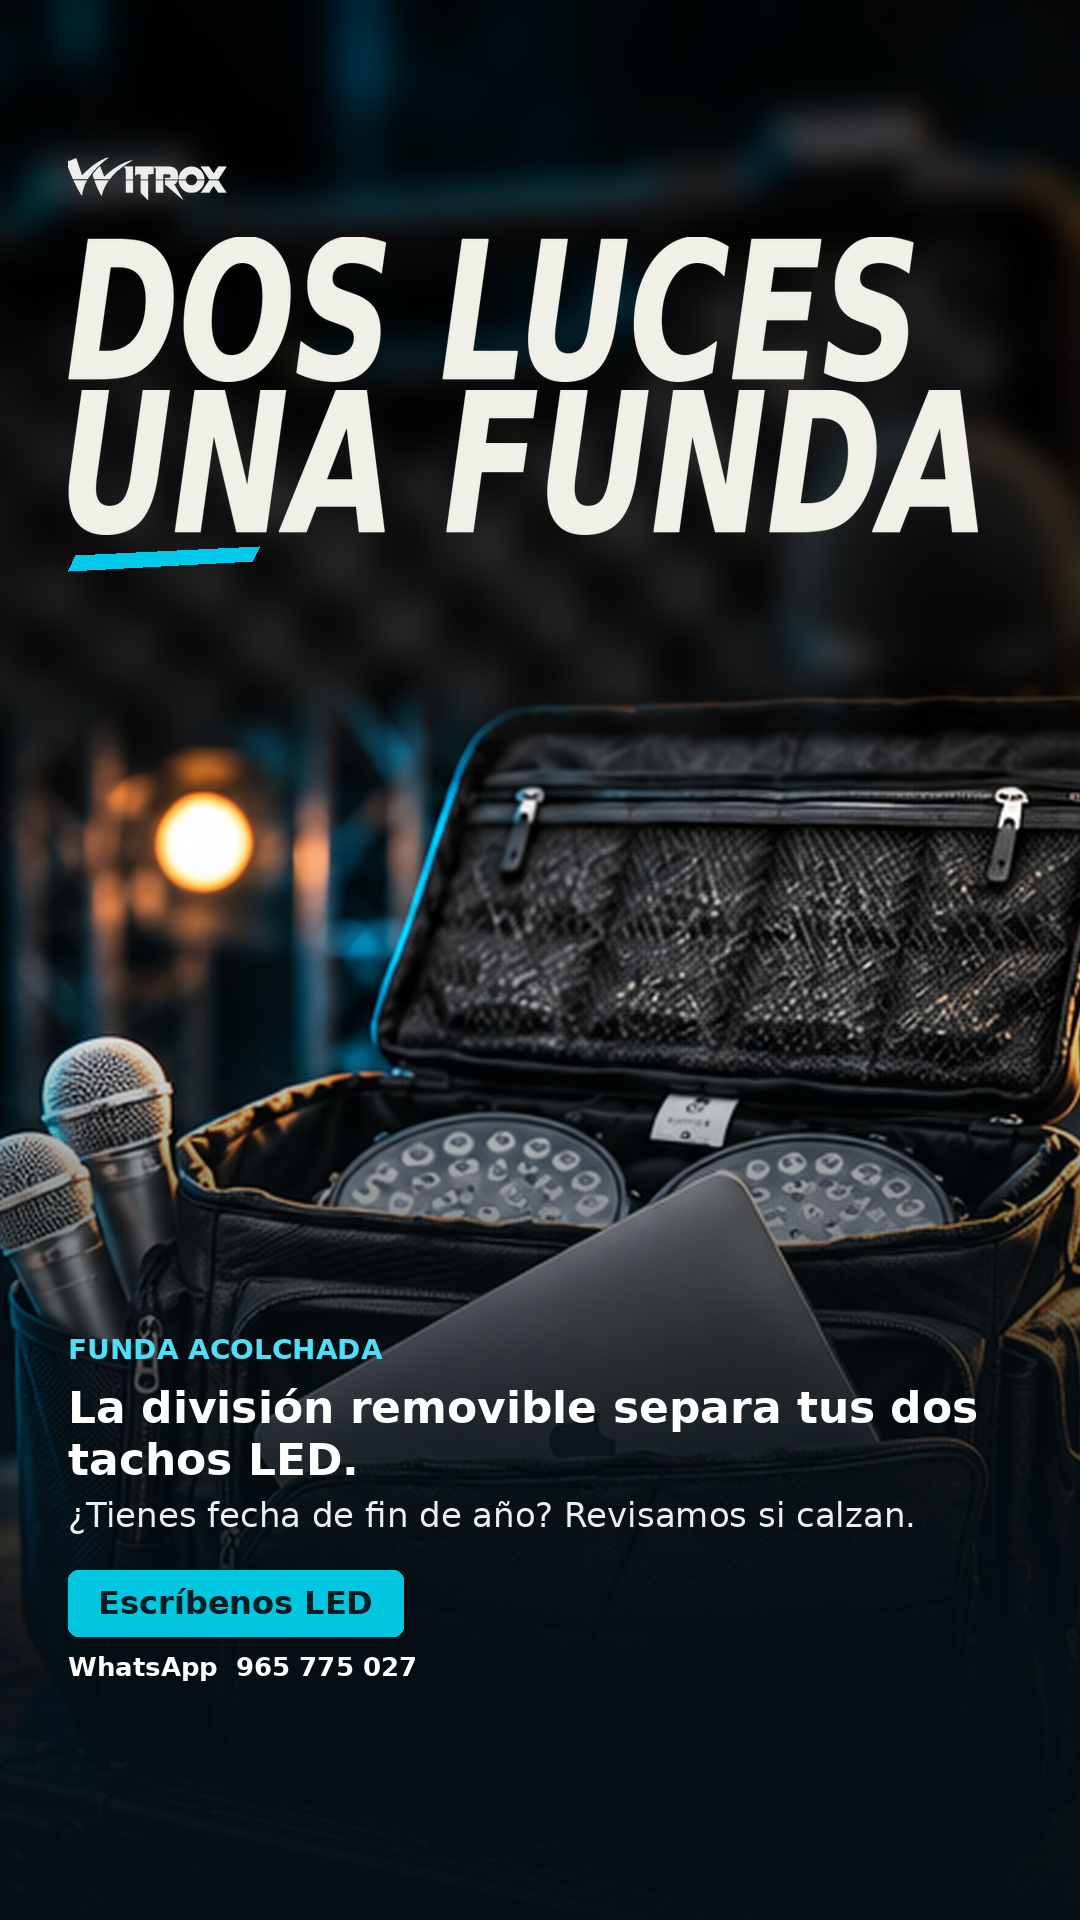 WITROX
DOS LUCES
UNA FUNDA
FUNDA ACOLCHADA
La división removible separa tus dos
tachos LED.
¿Tienes fecha de fin de año? Revisamos si calzan.
Escríbenos LED
WhatsApp 965 775 027